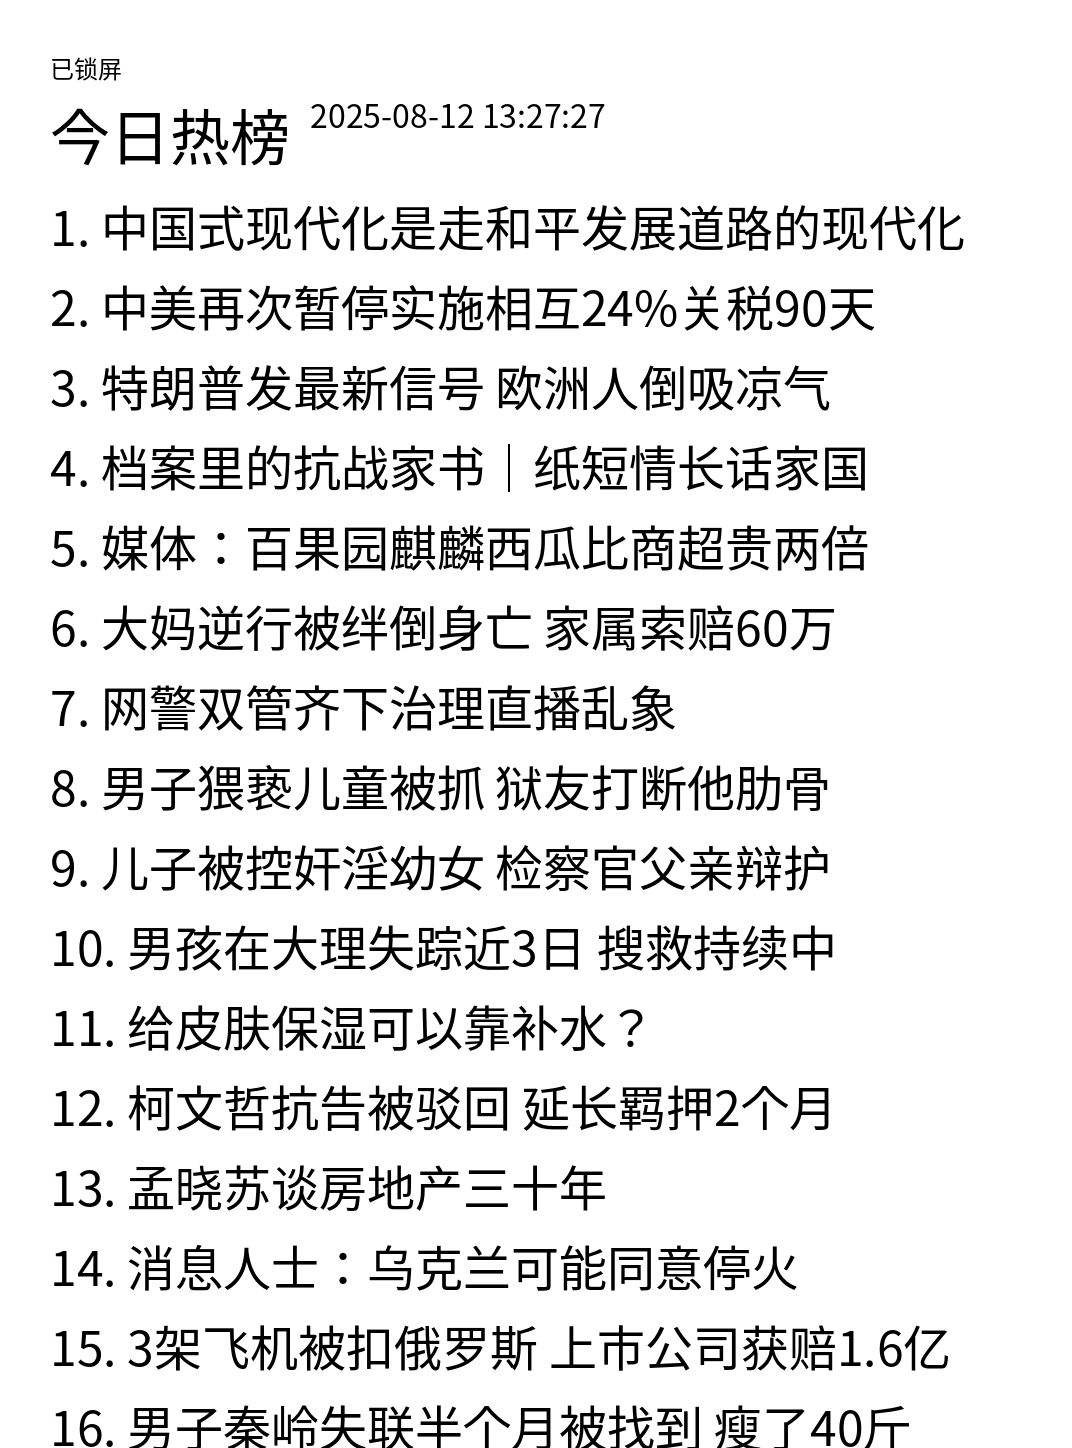 已锁屏
今日热榜 2025-08-12 13:27:27
1. 中国式现代化是走和平发展道路的现代化
2. 中美再次暂停实施相互24%关税90天
3. 特朗普发最新信号 欧洲人倒吸凉气
4. 档案里的抗战家书｜纸短情长话家国
5. 媒体：百果园麒麟西瓜比商超贵两倍
6. 大妈逆行被绊倒身亡 家属索赔60万
7. 网警双管齐下治理直播乱象
8. 男子猥亵儿童被抓 狱友打断他肋骨
9. 儿子被控奸淫幼女 检察官父亲辩护
10. 男孩在大理失踪近3日 搜救持续中
11. 给皮肤保湿可以靠补水？
12. 柯文哲抗告被驳回 延长羁押2个月
13. 孟晓苏谈房地产三十年
14. 消息人士：乌克兰可能同意停火
15. 3架飞机被扣俄罗斯 上市公司获赔1.6亿
16. 男子秦岭失联半个月被找到 瘦了40斤